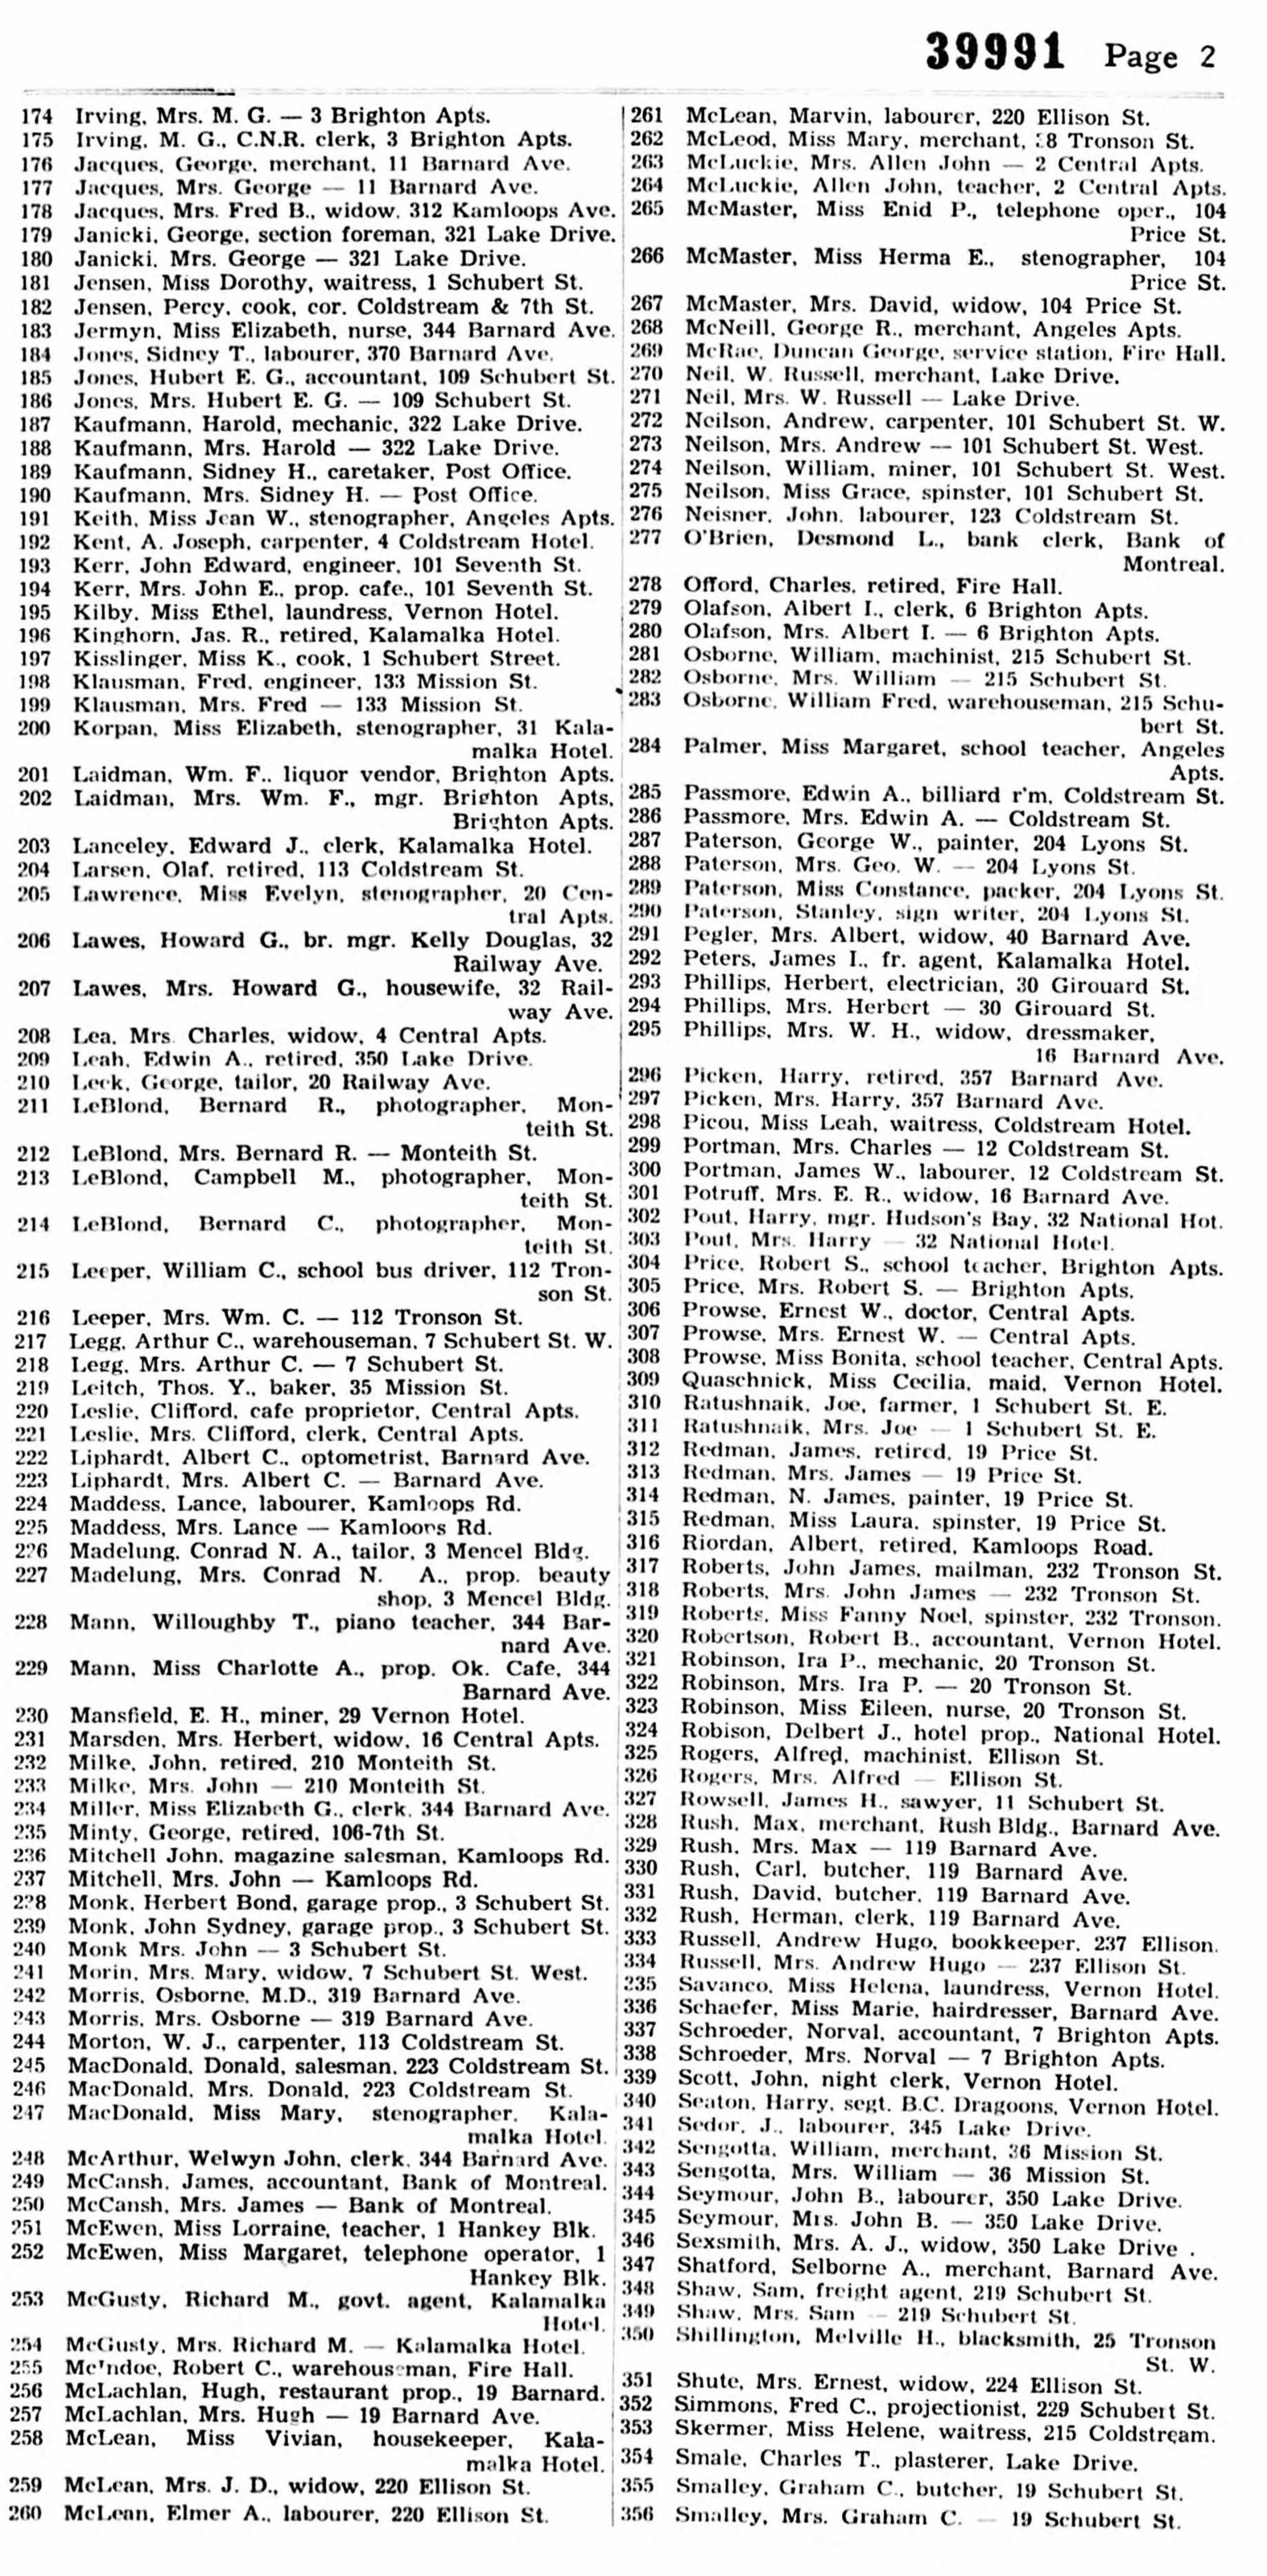 39991 Page 2
174 Irving, Mrs. M. G. — 3 Brighton Apts.
175 Irving, M. G., C.N.R. clerk, 3 Brighton Apts.
176 Jacques, George, merchant, 11 Barnard Ave.
177 Jacques, Mrs. George — 11 Barnard Ave.
178 Jacques, Mrs. Fred B., widow, 312 Kamloops Ave.
179 Janicki, George, section foreman, 321 Lake Drive.
180 Janicki, Mrs. George — 321 Lake Drive.
181 Jensen, Miss Dorothy, waitress, 1 Schubert St.
182 Jensen, Percy, cook, cor. Coldstream & 7th St.
183 Jermyn, Miss Elizabeth, nurse, 344 Barnard Ave.
184 Jones, Sidney T., labourer, 370 Barnard Ave.
185 Jones, Hubert E. G., accountant, 109 Schubert St.
186 Jones, Mrs. Hubert E. G. — 109 Schubert St.
187 Kaufmann, Harold, mechanic, 322 Lake Drive.
188 Kaufmann, Mrs. Harold — 322 Lake Drive.
189 Kaufmann, Sidney H., caretaker, Post Office.
190 Kaufmann, Mrs. Sidney H. — Post Office.
191 Keith, Miss Jean W., stenographer, Angeles Apts.
192 Kent, A. Joseph, carpenter, 4 Coldstream Hotel.
193 Kerr, John Edward, engineer, 101 Seventh St.
194 Kerr, Mrs. John E., prop. cafe., 101 Seventh St.
195 Kilby, Miss Ethel, laundress, Vernon Hotel.
196 Kinghorn, Jas. R., retired, Kalamalka Hotel.
197 Kisslinger, Miss K., cook, 1 Schubert Street.
198 Klausman, Fred, engineer, 133 Mission St.
199 Klausman, Mrs. Fred — 133 Mission St.
200 Korpan, Miss Elizabeth, stenographer, 31 Kala-
malka Hotel.
201 Laidman, Wm. F., liquor vendor, Brighton Apts.
202 Laidman, Mrs. Wm. F., mgr. Brighton Apts,
Brighton Apts.
203 Lanceley, Edward J., clerk, Kalamalka Hotel.
204 Larsen, Olaf, retired, 113 Coldstream St.
205 Lawrence, Miss Evelyn, stenographer, 20 Cen-
tral Apts.
206 Lawes, Howard G., br. mgr. Kelly Douglas, 32
Railway Ave.
207 Lawes, Mrs. Howard G., housewife, 32 Rail-
way Ave.
208 Lea, Mrs Charles, widow, 4 Central Apts.
209 Leah, Edwin A., retired, 350 Lake Drive.
210 Leek, George, tailor, 20 Railway Ave.
211 LeBlond, Bernard R., photographer, Mon-
teith St.
212 LeBlond, Mrs. Bernard R. — Monteith St.
213 LeBlond, Campbell M., photographer, Mon-
teith St.
214 LeBlond, Bernard C., photographer, Mon-
teith St.
215 Leeper, William C., school bus driver, 112 Tron-
son St.
216 Leeper, Mrs. Wm. C. — 112 Tronson St.
217 Legg, Arthur C., warehouseman, 7 Schubert St. W.
218 Legg, Mrs. Arthur C. — 7 Schubert St.
219 Leitch, Thos. Y., baker, 35 Mission St.
220 Leslie, Clifford, cafe proprietor, Central Apts.
221 Leslie, Mrs. Clifford, clerk, Central Apts.
222 Liphardt, Albert C., optometrist, Barnard Ave.
223 Liphardt, Mrs. Albert C. — Barnard Ave.
224 Maddess, Lance, labourer, Kamloops Rd.
225 Maddess, Mrs. Lance — Kamloops Rd.
226 Madelung, Conrad N. A., tailor, 3 Mencel Bldg.
227 Madelung, Mrs. Conrad N. A., prop. beauty
shop, 3 Mencel Bldg.
228 Mann, Willoughby T., piano teacher, 344 Bar-
nard Ave.
229 Mann, Miss Charlotte A., prop. Ok. Cafe, 344
Barnard Ave.
230 Mansfield, E. H., miner, 29 Vernon Hotel.
231 Marsden, Mrs. Herbert, widow, 16 Central Apts.
232 Milke, John, retired, 210 Monteith St.
233 Milke, Mrs. John — 210 Monteith St.
234 Miller, Miss Elizabeth G., clerk, 344 Barnard Ave.
235 Minty, George, retired, 106-7th St.
236 Mitchell John, magazine salesman, Kamloops Rd.
237 Mitchell, Mrs. John — Kamloops Rd.
238 Monk, Herbert Bond, garage prop., 3 Schubert St.
239 Monk, John Sydney, garage prop., 3 Schubert St.
240 Monk Mrs. John — 3 Schubert St.
241 Morin, Mrs. Mary, widow, 7 Schubert St. West.
242 Morris, Osborne, M.D., 319 Barnard Ave.
243 Morris, Mrs. Osborne — 319 Barnard Ave.
244 Morton, W. J., carpenter, 113 Coldstream St.
245 MacDonald, Donald, salesman, 223 Coldstream St.
246 MacDonald, Mrs. Donald, 223 Coldstream St.
247 MacDonald, Miss Mary, stenographer, Kala-
malka Hotel.
248 McArthur, Welwyn John, clerk, 344 Barnard Ave.
249 McCansh, James, accountant, Bank of Montreal.
250 McCansh, Mrs. James — Bank of Montreal.
251 McEwen, Miss Lorraine, teacher, 1 Hankey Blk.
252 McEwen, Miss Margaret, telephone operator, 1
Hankey Blk.
253 McGusty, Richard M., govt. agent, Kalamalka
Hotel.
254 McGusty, Mrs. Richard M. — Kalamalka Hotel.
255 Robert C., warehouseman, Fire Hall.
256 McLachlan, Hugh, restaurant prop., 19 Barnard.
257 McLachlan, Mrs. Hugh — 19 Barnard Ave.
258 McLean, Miss Vivian, housekeeper, Kala-
malka Hotel.
259 McLean, Mrs. J. D., widow, 220 Ellison St.
260 McLean, Elmer A., labourer, 220 Ellison St.
261 McLean, Marvin, labourer, 220 Ellison St.
262 McLeod, Miss Mary, merchant, Tronson St.
263 McLuckie, Mrs. Allen John — 2 Central Apts.
264 McLuckie, Allen John, teacher, 2 Central Apts.
265 McMaster, Miss Enid P., telephone oper., 104
Price St.
266 McMaster, Miss Herma E., stenographer, 104
Price St.
267 McMaster, Mrs. David, widow, 104 Price St.
268 McNeill, George R., merchant, Angeles Apts.
269 McRae, Duncan George, service station, Fire Hall.
270 Neil, W. Russell, merchant, Lake Drive.
271 Neil, Mrs. W. Russell — Lake Drive.
272 Neilson, Andrew, carpenter, 101 Schubert St. W.
273 Neilson, Mrs. Andrew — 101 Schubert St. West.
274 Neilson, William, miner, 101 Schubert St. West.
275 Neilson, Miss Grace, spinster, 101 Schubert St.
276 Neisner, John, labourer, 123 Coldstream St.
277 O'Brien, Desmond L., bank clerk, Bank of
Montreal.
278 Offord, Charles, retired, Fire Hall.
279 Olafson, Albert I., clerk, 6 Brighton Apts.
280 Olafson, Mrs. Albert I. — 6 Brighton Apts.
281 Osborne, William, machinist, 215 Schubert St.
282 Osborne, Mrs. William — 215 Schubert St.
283 Osborne, William Fred, warehouseman, 215 Schu-
bert St.
284 Palmer, Miss Margaret, school teacher, Angeles
Apts.
285 Passmore, Edwin A., billiard r'm, Coldstream St.
286 Passmore, Mrs. Edwin A. — Coldstream St.
287 Paterson, George W., painter, 204 Lyons St.
288 Paterson, Mrs. Geo. W. — 204 Lyons St.
289 Paterson, Miss Constance, packer, 204 Lyons St.
290 Paterson, Stanley, sign writer, 204 Lyons St.
291 Pegler, Mrs. Albert, widow, 40 Barnard Ave.
292 Peters, James I., fr. agent, Kalamalka Hotel.
293 Phillips, Herbert, electrician, 30 Girouard St.
294 Phillips, Mrs. Herbert — 30 Girouard St.
295 Phillips, Mrs. W. H., widow, dressmaker,
16 Barnard Ave.
296 Picken, Harry, retired, 357 Barnard Ave.
297 Picken, Mrs. Harry, 357 Barnard Ave.
298 Picou, Miss Leah, waitress, Coldstream Hotel.
299 Portman, Mrs. Charles — 12 Coldstream St.
300 Portman, James W., labourer, 12 Coldstream St.
301 Potruff, Mrs. E. R., widow, 16 Barnard Ave.
302 Pout, Harry, mgr. Hudson's Bay, 32 National Hot.
303 Pout, Mrs. Harry — 32 National Hotel.
304 Price, Robert S., school teacher, Brighton Apts.
305 Price, Mrs. Robert S. — Brighton Apts.
306 Prowse, Ernest W., doctor, Central Apts.
307 Prowse, Mrs. Ernest W. — Central Apts.
308 Prowse, Miss Bonita, school teacher, Central Apts.
309 Quaschnick, Miss Cecilia, maid, Vernon Hotel.
310 Ratushnaik, Joe, farmer, 1 Schubert St. E.
311 Ratushnaik, Mrs. Joe — 1 Schubert St. E.
312 Redman, James, retired, 19 Price St.
313 Redman, Mrs. James — 19 Price St.
314 Redman, N. James, painter, 19 Price St.
315 Redman, Miss Laura, spinster, 19 Price St.
316 Riordan, Albert, retired, Kamloops Road.
317 Roberts, John James, mailman, 232 Tronson St.
318 Roberts, Mrs. John James — 232 Tronson St.
319 Roberts, Miss Fanny Noel, spinster, 232 Tronson.
320 Robertson, Robert B., accountant, Vernon Hotel.
321 Robinson, Ira P., mechanic, 20 Tronson St.
322 Robinson, Mrs. Ira P. — 20 Tronson St.
323 Robinson, Miss Eileen, nurse, 20 Tronson St.
324 Robison, Delbert J., hotel prop., National Hotel.
325 Rogers, Alfred, machinist, Ellison St.
326 Rogers, Mrs. Alfred — Ellison St.
327 Rowsell, James H., sawyer, 11 Schubert St.
328 Rush, Max, merchant, Rush Bldg., Barnard Ave.
329 Rush, Mrs. Max — 119 Barnard Ave.
330 Rush, Carl, butcher, 119 Barnard Ave.
331 Rush, David, butcher, 119 Barnard Ave.
332 Rush, Herman, clerk, 119 Barnard Ave.
333 Russell, Andrew Hugo, bookkeeper, 237 Ellison.
334 Russell, Mrs. Andrew Hugo — 237 Ellison St.
335 Savanco, Miss Helena, laundress, Vernon Hotel.
336 Schaefer, Miss Marie, hairdresser, Barnard Ave.
337 Schroeder, Norval, accountant, 7 Brighton Apts.
338 Schroeder, Mrs. Norval — 7 Brighton Apts.
339 Scott, John, night clerk, Vernon Hotel.
340 Seaton, Harry, segt. B.C. Dragoons, Vernon Hotel.
341 Sedor, J., labourer, 345 Lake Drive.
342 Sengotta, William, merchant, 36 Mission St.
343 Sengotta, Mrs. William — 36 Mission St.
344 Seymour, John B., labourer, 350 Lake Drive.
345 Seymour, Mrs. John B. — 350 Lake Drive.
346 Sexsmith, Mrs. A. J., widow, 350 Lake Drive .
347 Shatford, Selborne A., merchant, Barnard Ave.
348 Shaw, Sam, freight agent, 219 Schubert St.
349 Shaw, Mrs. Sam — 219 Schubert St.
350 Shillington, Melville H., blacksmith, 25 Tronson
St. W.
351 Shute, Mrs. Ernest, widow, 224 Ellison St.
352 Simmons, Fred C., projectionist, 229 Schubert St.
353 Skermer, Miss Helene, waitress, 215 Coldstream.
354 Smale, Charles T., plasterer, Lake Drive.
355 Smalley, Graham C., butcher, 19 Schubert St.
356 Smalley, Mrs. Graham C. — 19 Schubert St.